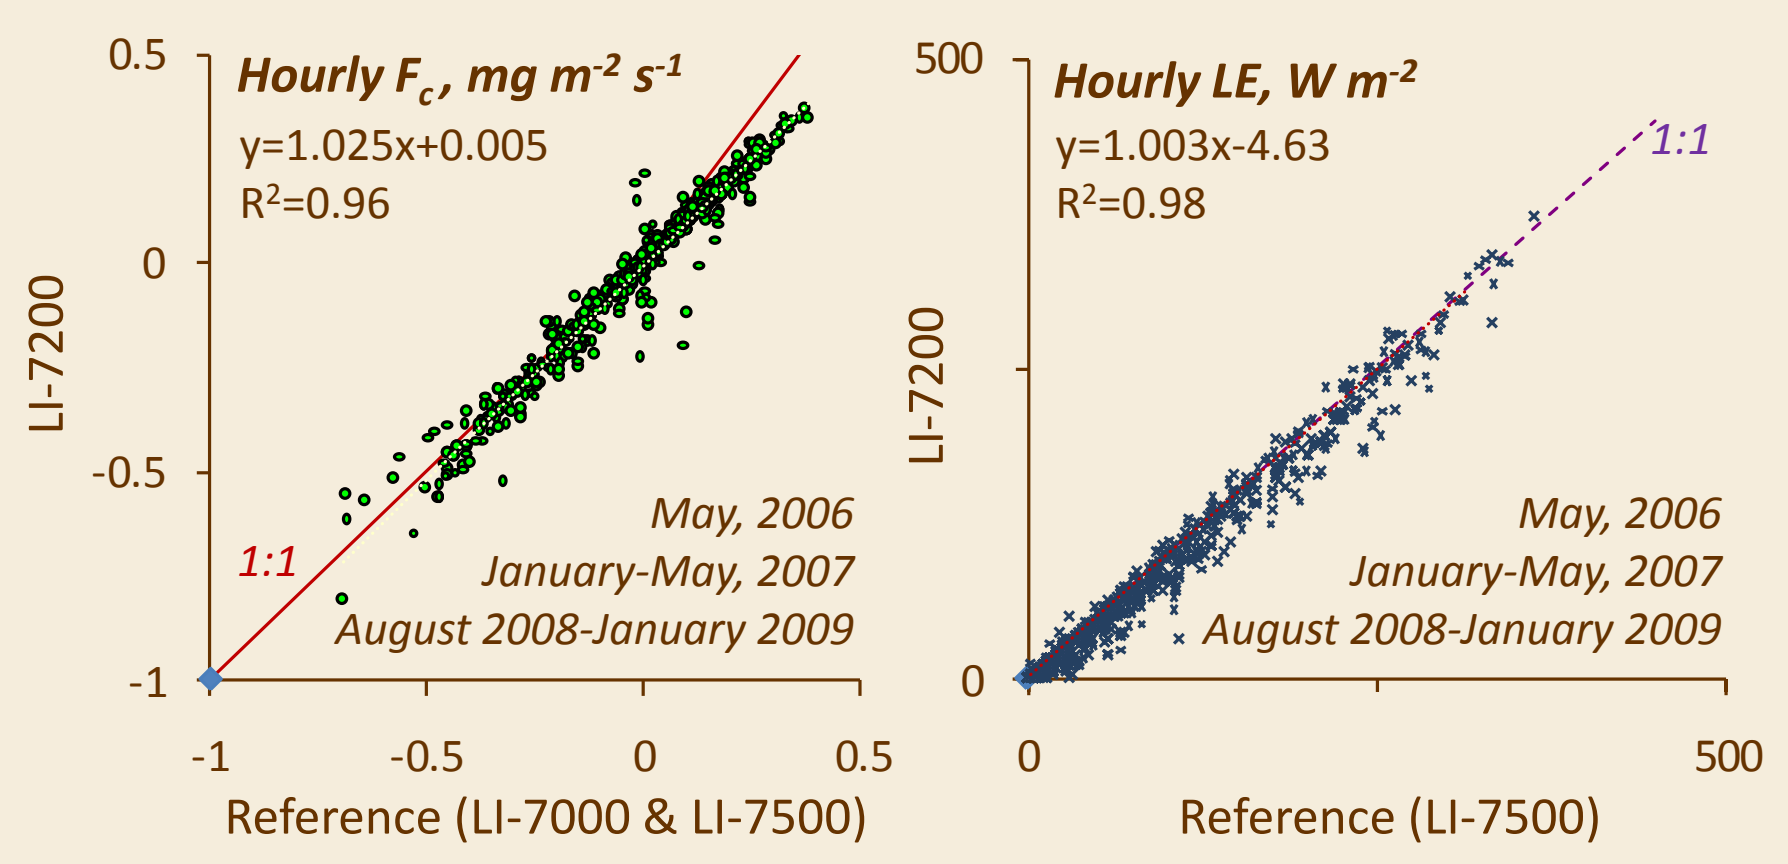 Hourly Fc, mg m-2 s-1
y=1.025x+0.005
R2=0.96
0.5
0
-0.5
-1
LI-7200
1:1
May, 2006
January-May, 2007
August 2008-January 2009
-1
-0.5
0
0.5
Reference (LI-7000 & LI-7500)
Hourly LE, W m-2
y=1.003x-4.63
R2=0.98
500
0
LI-7200
1:1
May, 2006
January-May, 2007
August 2008-January 2009
0
500
Reference (LI-7500)